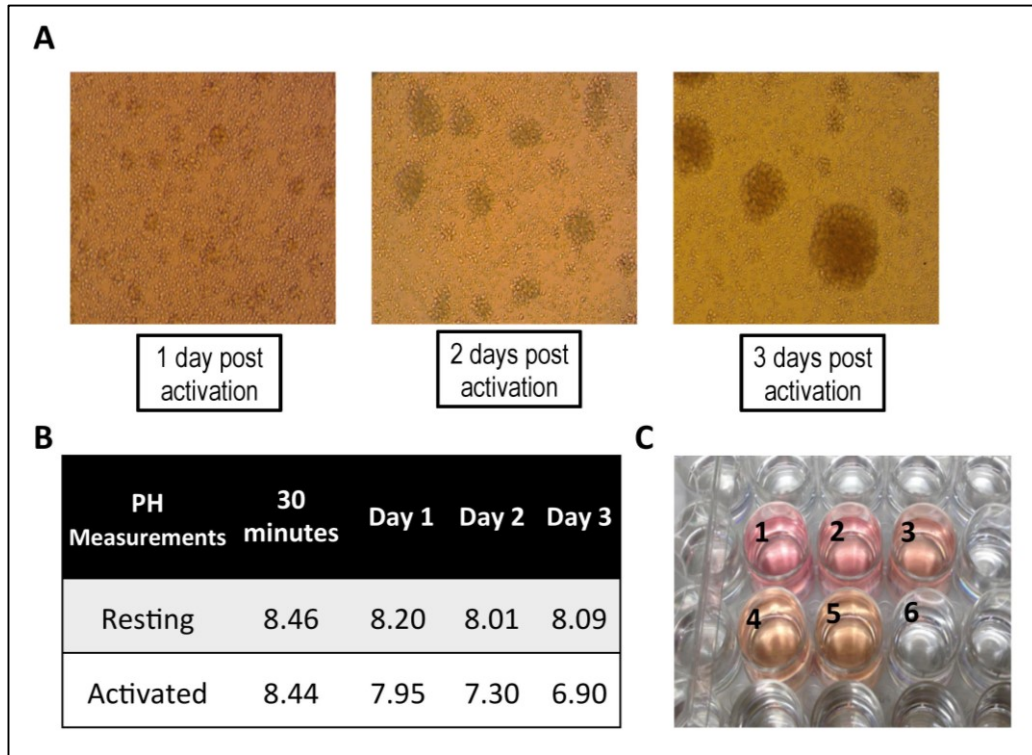 A
1 day post
activation
2 days post
activation
3 days post
activation
B
PH
Measurements
30
minutes
Day 1
Day 2
Day 3
Resting
8.46
8.20
8.01
8.09
Activated
8.44
7.95
7.30
6.90
C
1
2
3
4
5
6